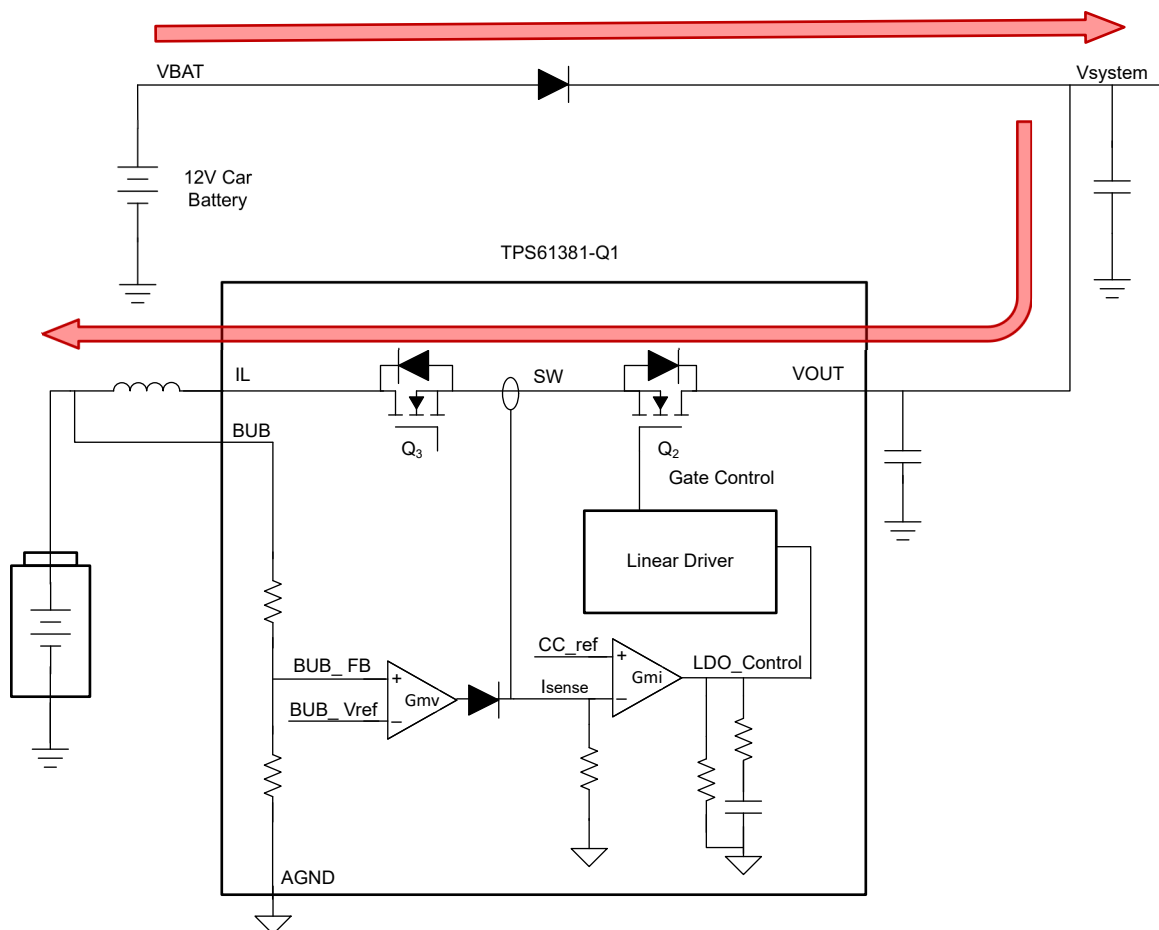 VBAT
Vsystem
12V Car
Battery
TPS61381-Q1
IL
SW
VOUT
BUB
Q3
Q2
Gate Control
Linear Driver
CC_ref
+
Gmi
−
LDO_Control
BUB_ FB
+
Gmv
−
Isense
BUB_ Vref
AGND